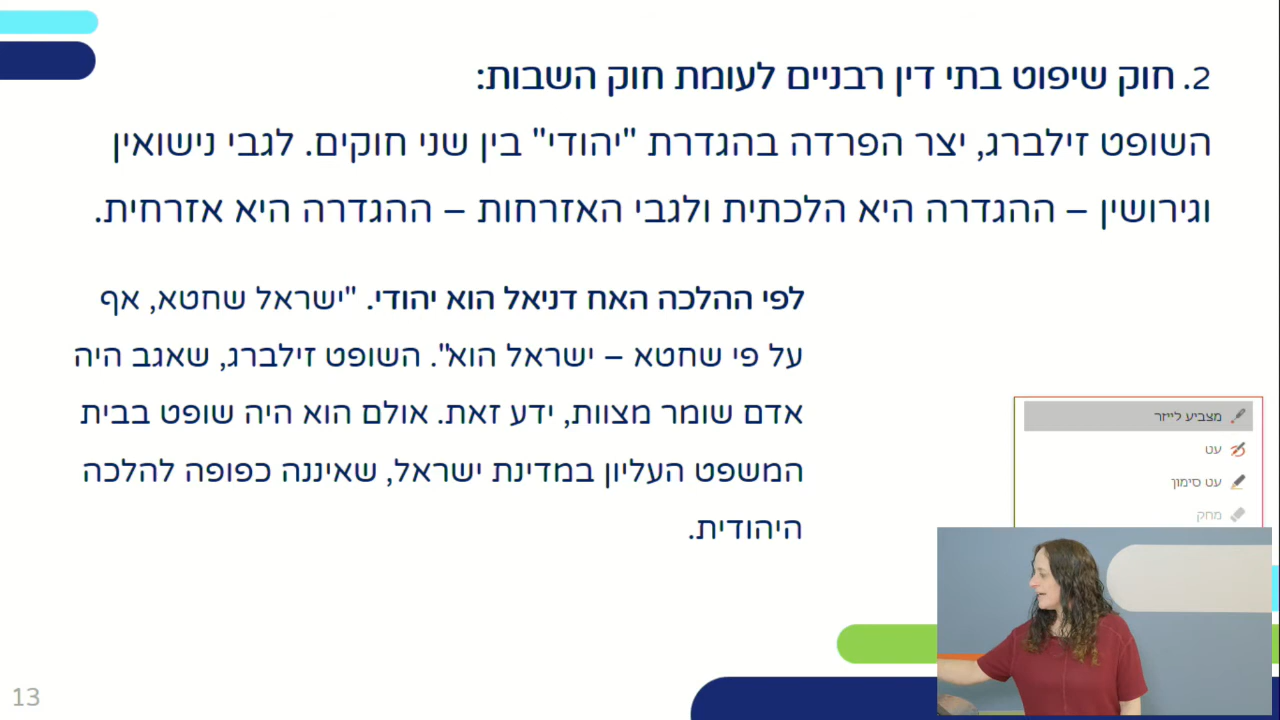 2. חוק שיפוט בתי דין רבניים לעומת חוק השבות:
השופט זילברג, יצר הפרדה בהגדרת "יהודי" בין שני חוקים. לגבי נישואין
וגירושין – ההגדרה היא הלכתית ולגבי האזרחות – ההגדרה היא אזרחית.
לפי ההלכה האח דניאל הוא יהודי. "ישראל שחטא, אף
על פי שחטא – ישראל הוא". השופט זילברג, שאגב היה
אדם שומר מצוות, ידע זאת. אולם הוא היה שופט בבית
המשפט העליון במדינת ישראל, שאיננה כפופה להלכה
היהודית.
מצביע לייזר
עט
עט סימון
מחק
13